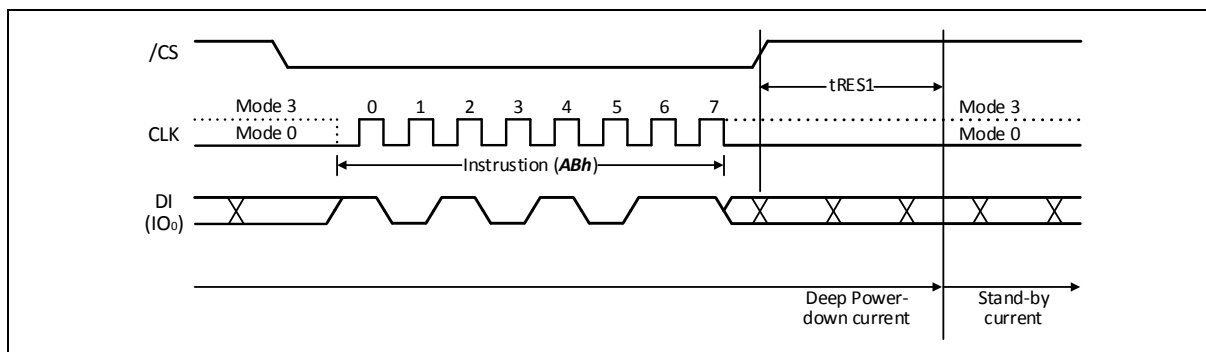 /CS
tRES1
Mode 3 0 1 2 3 4 5 6 7 Mode 3
CLK Mode 0 Mode 0
Instrustion (ABh)
DI
(IO₀)
Deep Power-
down current
Stand-by
current